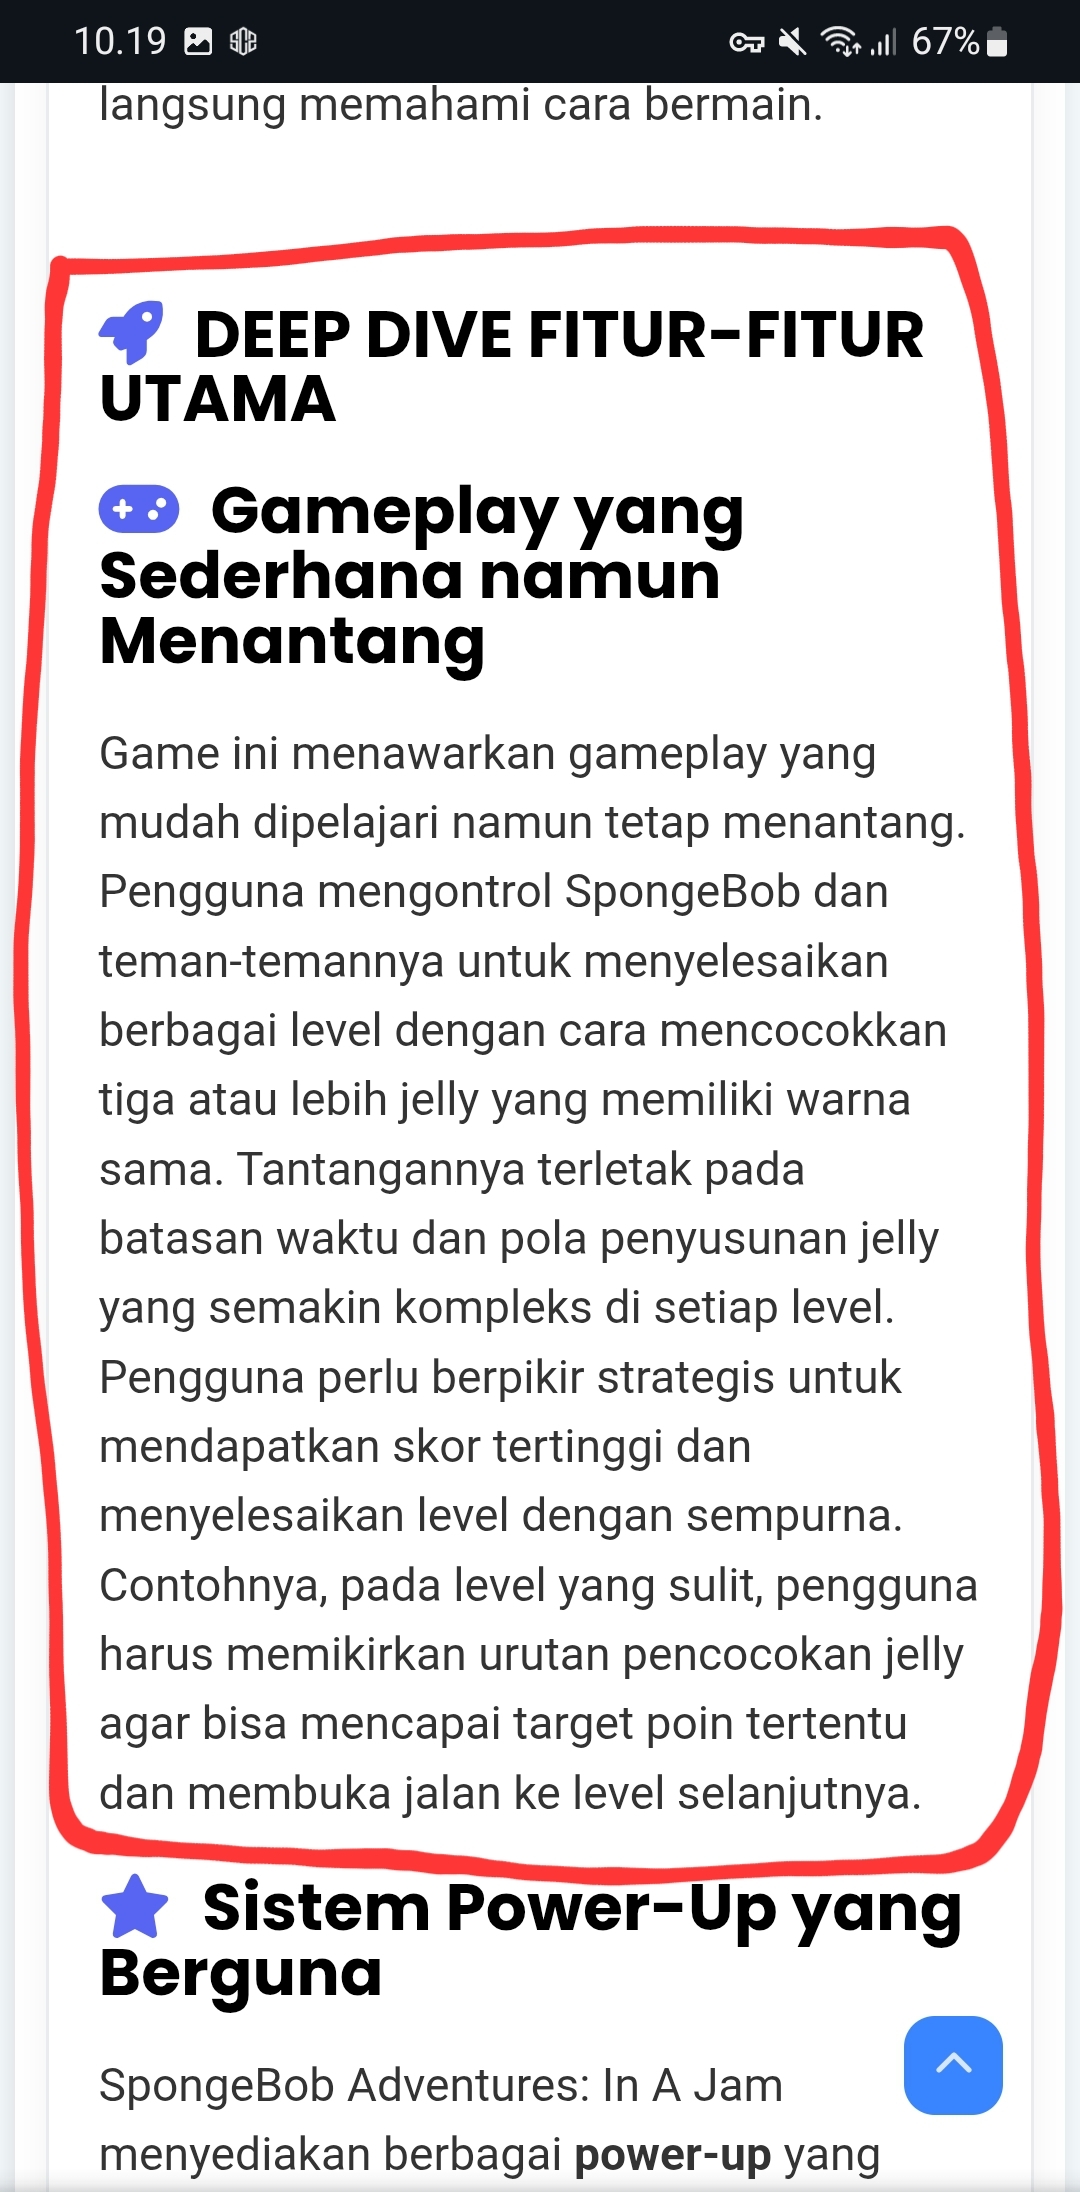 10.19
67%
langsung memahami cara bermain.
DEEP DIVE FITUR-FITUR
UTAMA
Gameplay yang
Sederhana namun
Menantang
Game ini menawarkan gameplay yang
mudah dipelajari namun tetap menantang.
Pengguna mengontrol SpongeBob dan
teman-temannya untuk menyelesaikan
berbagai level dengan cara mencocokkan
tiga atau lebih jelly yang memiliki warna
sama. Tantangannya terletak pada
batasan waktu dan pola penyusunan jelly
yang semakin kompleks di setiap level.
Pengguna perlu berpikir strategis untuk
mendapatkan skor tertinggi dan
menyelesaikan level dengan sempurna.
Contohnya, pada level yang sulit, pengguna
harus memikirkan urutan pencocokan jelly
agar bisa mencapai target poin tertentu
dan membuka jalan ke level selanjutnya.
Sistem Power-Up yang
Berguna
SpongeBob Adventures: In A Jam
menyediakan berbagai power-up yang